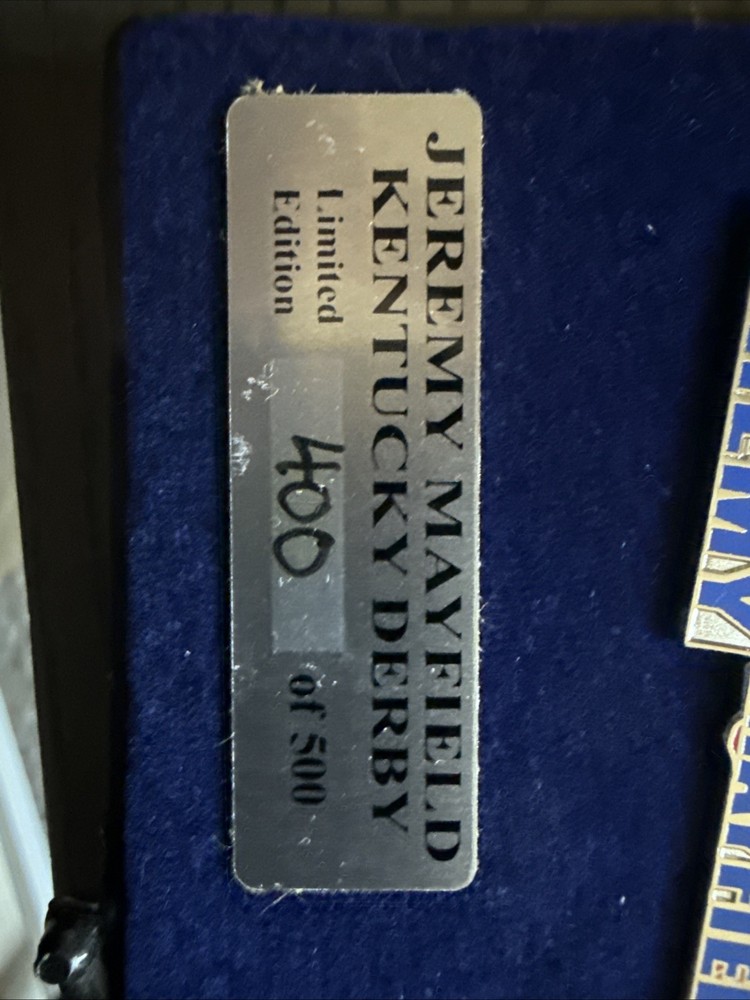 JEREMY MAYFIELD
KENTUCKY DERBY
Limited
Edition
400
of 500